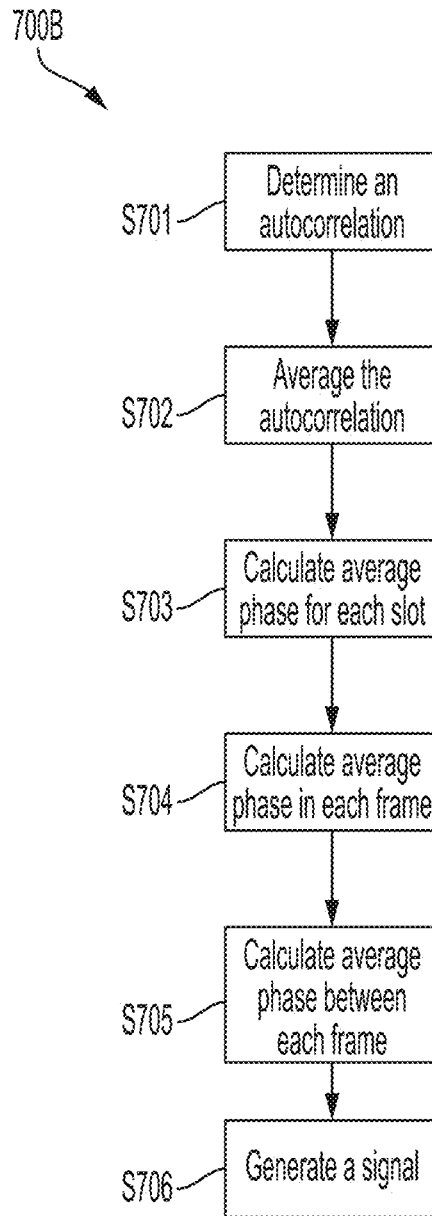 700B
S701
Determine an
autocorrelation
S702
Average the
autocorrelation
S703
Calculate average
phase for each slot
S704
Calculate average
phase in each frame
S705
Calculate average
phase between
each frame
S706
Generate a signal